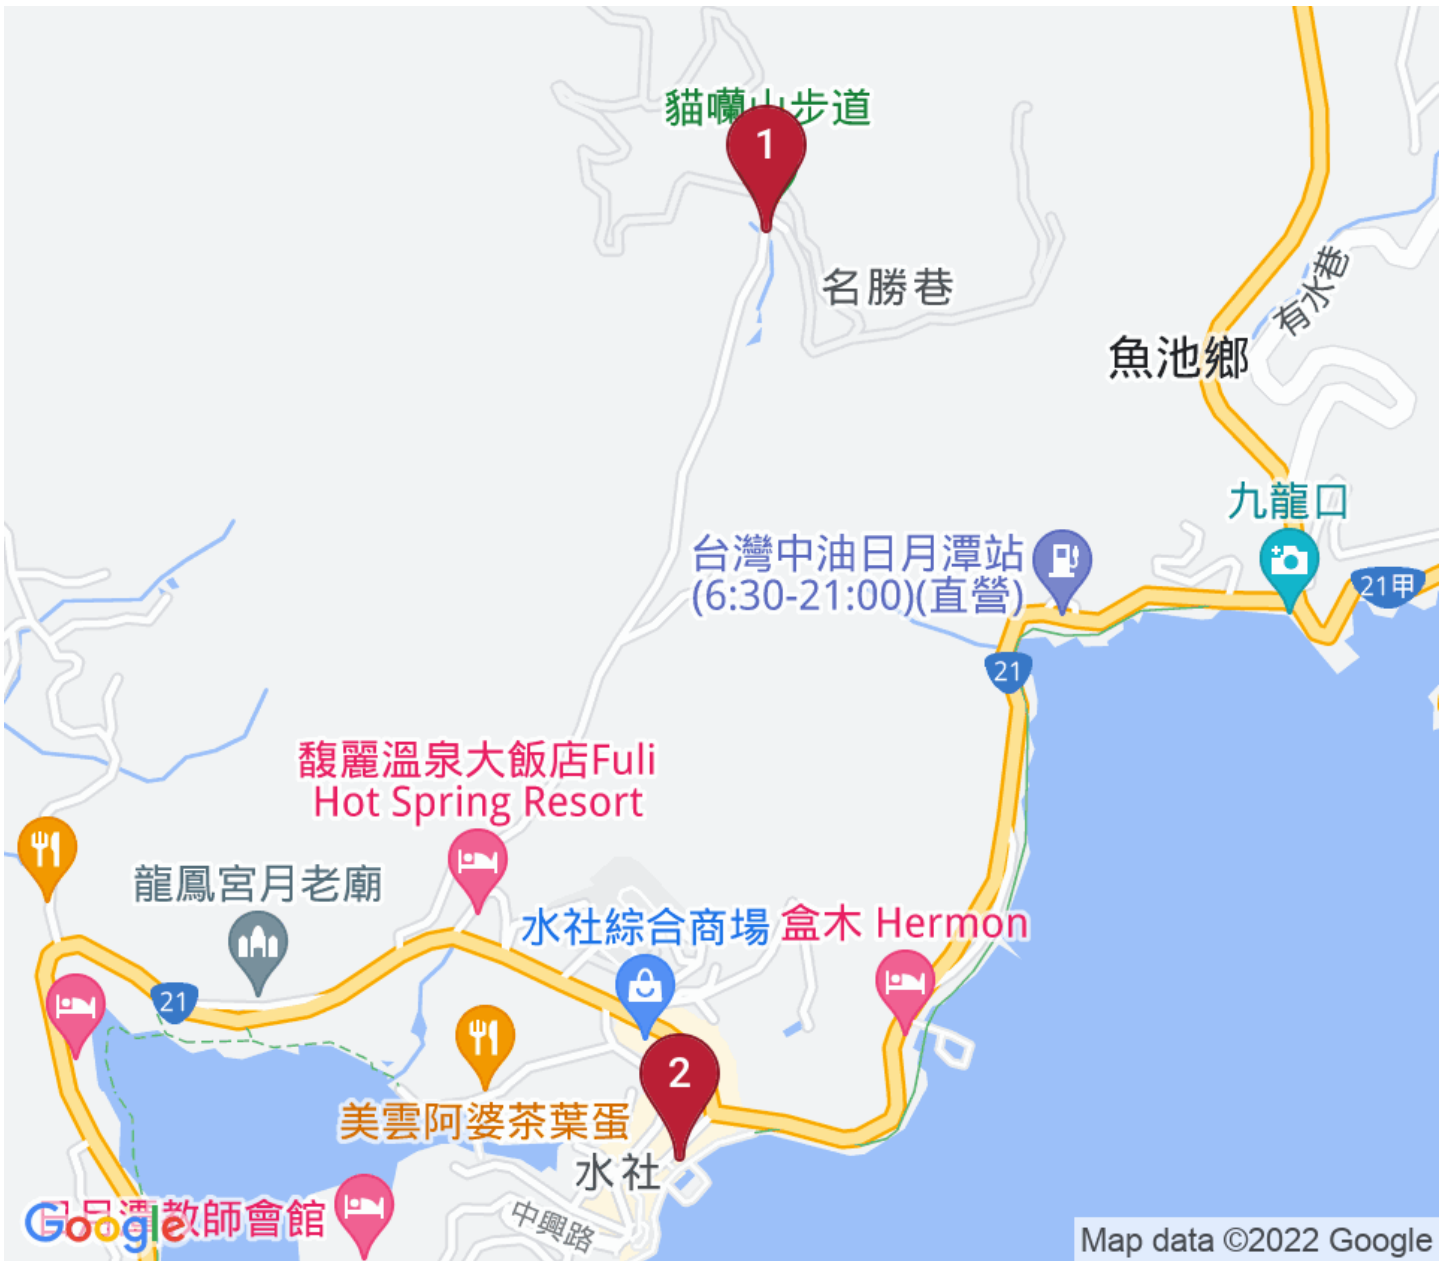 貓囒山步道
1
名勝巷
有水巷
魚池鄉
九龍口
台灣中油日月潭站
(6:30-21:00)(直營)
21甲
21
馥麗溫泉大飯店Fuli
Hot Spring Resort
龍鳳宮月老廟
水社綜合商場
盒木 Hermon
21
2
美雲阿婆茶葉蛋
水社
中興路
日月潭教師會館
Google
Map data ©2022 Google